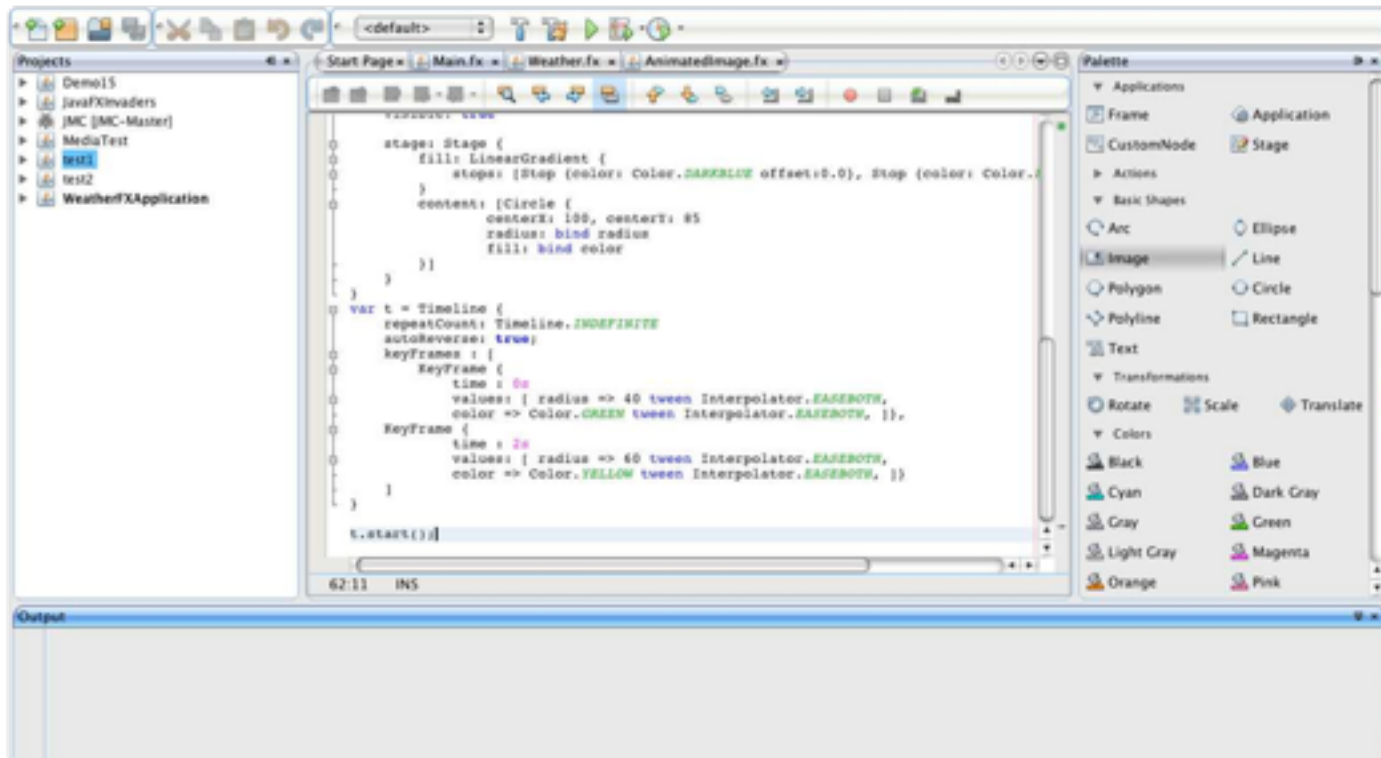 <default>
Projects
Demo15
JavaFXInvaders
JMC [JMC-Master]
MediaTest
test1
test2
WeatherFXApplication
Start Page Main.fx Weather.fx AnimatedImage.fx
visible: true
stage: Stage {
fill: LinearGradient {
stops: [Stop {color: Color.DARKBLUE offset:0.0}, Stop {color: Color.
}
content: [Circle {
centerX: 100, centerY: 85
radius: bind radius
fill: bind color
}]
}
}
var t = Timeline {
repeatCount: Timeline.INDEFINITE
autoReverse: true;
keyFrames : [
KeyFrame {
time : 0s
values: [ radius => 40 tween Interpolator.EASEBOTH,
color => Color.GREEN tween Interpolator.EASEBOTH, ]},
KeyFrame {
time : 2s
values: [ radius => 60 tween Interpolator.EASEBOTH,
color => Color.YELLOW tween Interpolator.EASEBOTH, ]}
]
}
t.start();
62:11 INS
Palette
Applications
Frame Application
CustomNode Stage
Actions
Basic Shapes
Arc Ellipse
Image Line
Polygon Circle
Polyline Rectangle
Text
Transformations
Rotate Scale Translate
Colors
Black Blue
Cyan Dark Gray
Gray Green
Light Gray Magenta
Orange Pink
Output